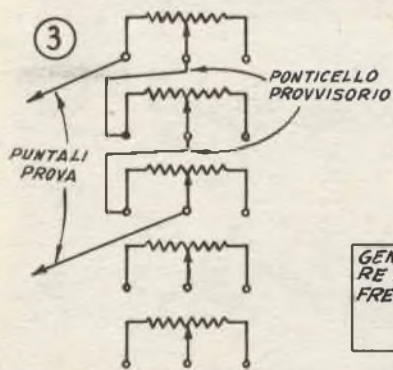 3
PONTICELLO
PROVVISORIO
PUNTALI
PROVA
GEN
RE
FRE